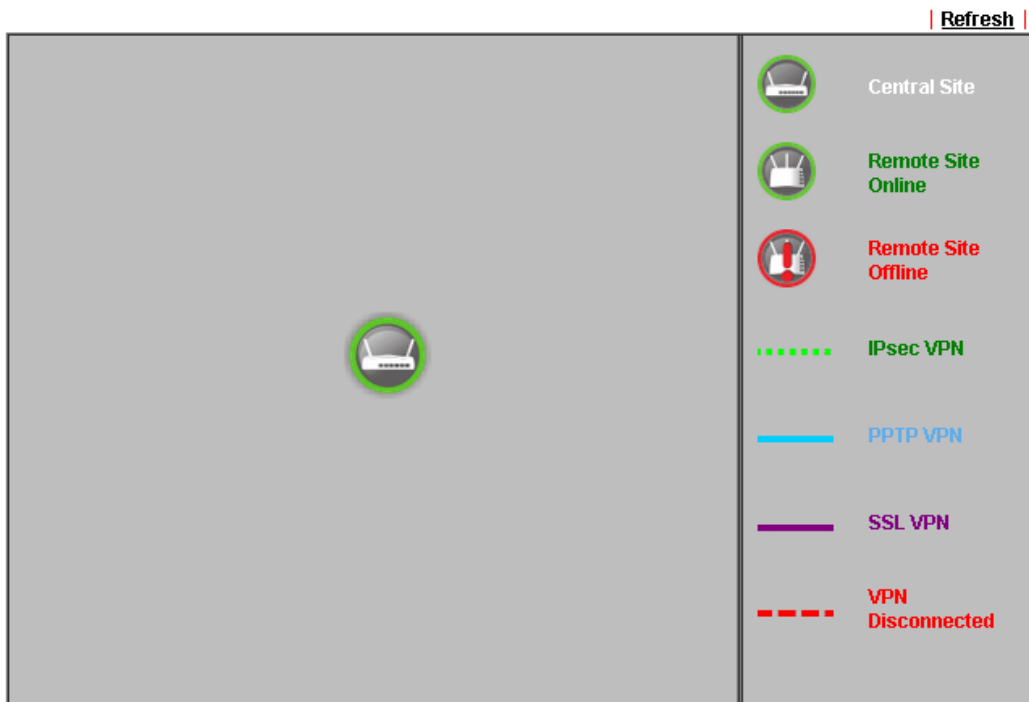 | Refresh |
Central Site
Remote Site
Online
Remote Site
Offline
IPsec VPN
PPTP VPN
SSL VPN
VPN
Disconnected